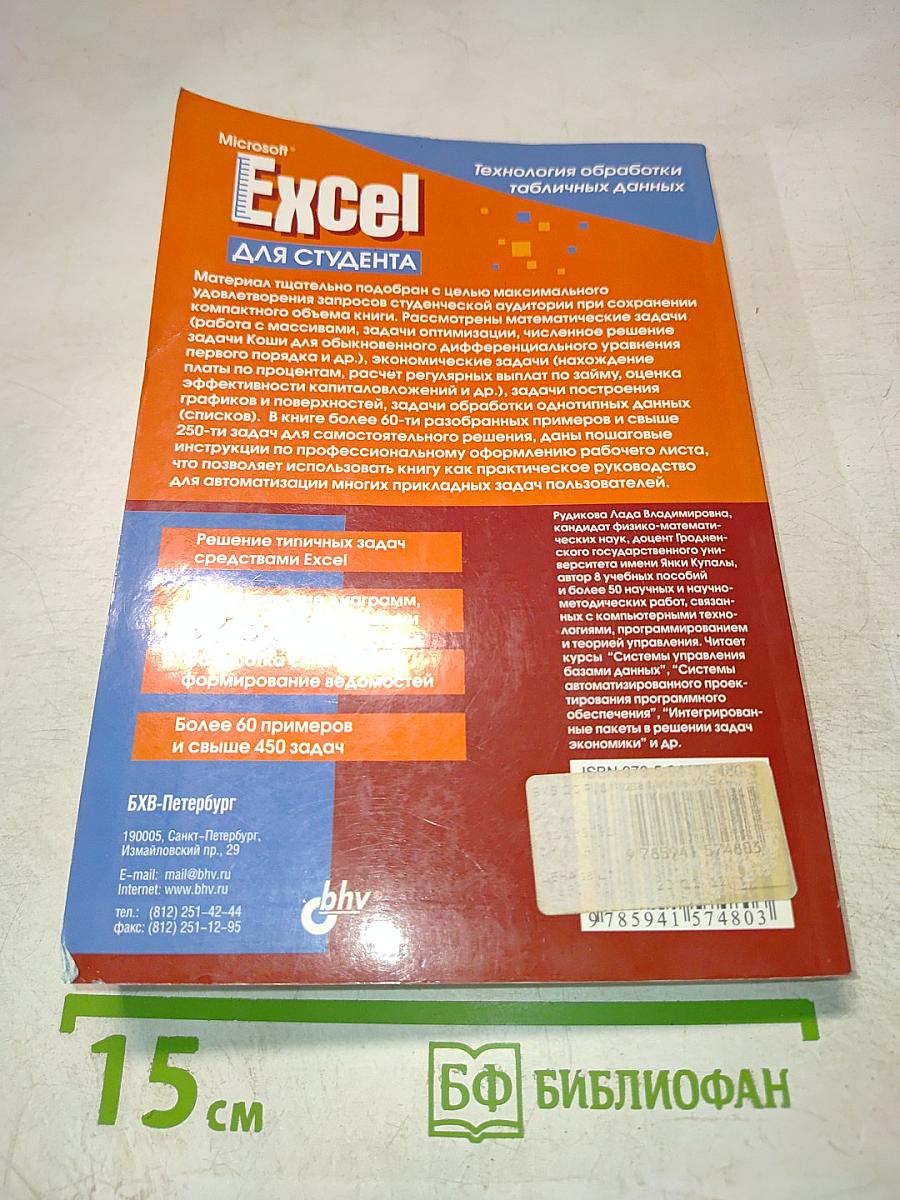 Microsoft®
Excel
ДЛЯ СТУДЕНТА
Технология обработки
табличных данных
Материал тщательно подобран с целью максимального
удовлетворения запросов студенческой аудитории при сохранении
компактного объема книги. Рассмотрены математические задачи
(работа с массивами, задачи оптимизации, численное решение
задачи Коши для обыкновенного дифференциального уравнения
первого порядка и др.), экономические задачи (нахождение
платы по процентам, расчет регулярных выплат по займу, оценка
эффективности капиталовложений и др.), задачи построения
графиков и поверхностей, задачи обработки однотипных данных
(списков). В книге более 60-ти разобранных примеров и свыше
250-ти задач для самостоятельного решения, даны пошаговые
инструкции по профессиональному оформлению рабочего листа,
что позволяет использовать книгу как практическое руководство
для автоматизации многих прикладных задач пользователей.
Решение типичных задач
средствами Excel
диаграмм,
формирование ведомостей
Более 60 примеров
и свыше 450 задач
Рудикова Лада Владимировна,
кандидат физико-математи-
ческих наук, доцент Гроднен-
ского государственного уни-
верситета имени Янки Купалы,
автор 8 учебных пособий
и более 50 научных и научно-
методических работ, связан-
ных с компьютерными техно-
логиями, программированием
и теорией управления. Читает
курсы "Системы управления
базами данных", "Системы
автоматизированного проек-
тирования программного
обеспечения", "Интегрирован-
ные пакеты в решении задач
экономики" и др.
БХВ-Петербург
190005, Санкт-Петербург,
Измайловский пр., 29
E-mail: mail@bhv.ru
Internet: www.bhv.ru
тел.: (812) 251-42-44
факс: (812) 251-12-95
bhv®
9 785941 574803
9 785941 574803
15 см
БФ БИБЛИОФАН